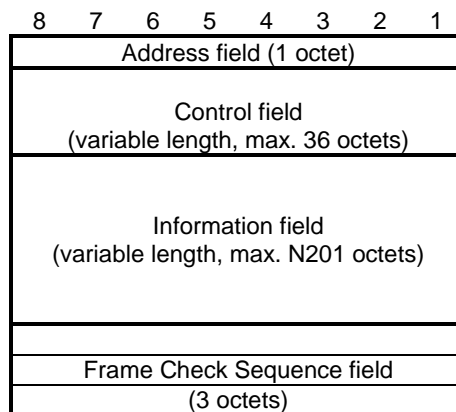 8 7 6 5 4 3 2 1
Address field (1 octet)
Control field
(variable length, max. 36 octets)
Information field
(variable length, max. N201 octets)
Frame Check Sequence field
(3 octets)